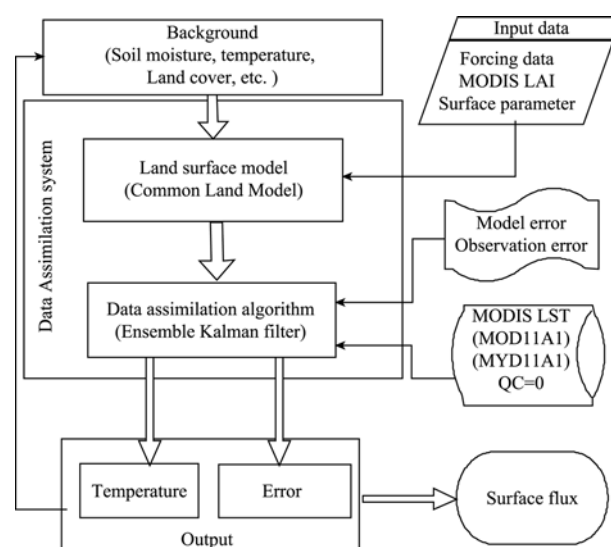 Background
(Soil moisture, temperature,
Land cover, etc. )
Input data
Forcing data
MODIS LAI
Surface parameter
Data Assimilation system
Land surface model
(Common Land Model)
Model error
Observation error
Data assimilation algorithm
(Ensemble Kalman filter)
MODIS LST
(MOD11A1)
(MYD11A1)
QC=0
Temperature
Error
Output
Surface flux